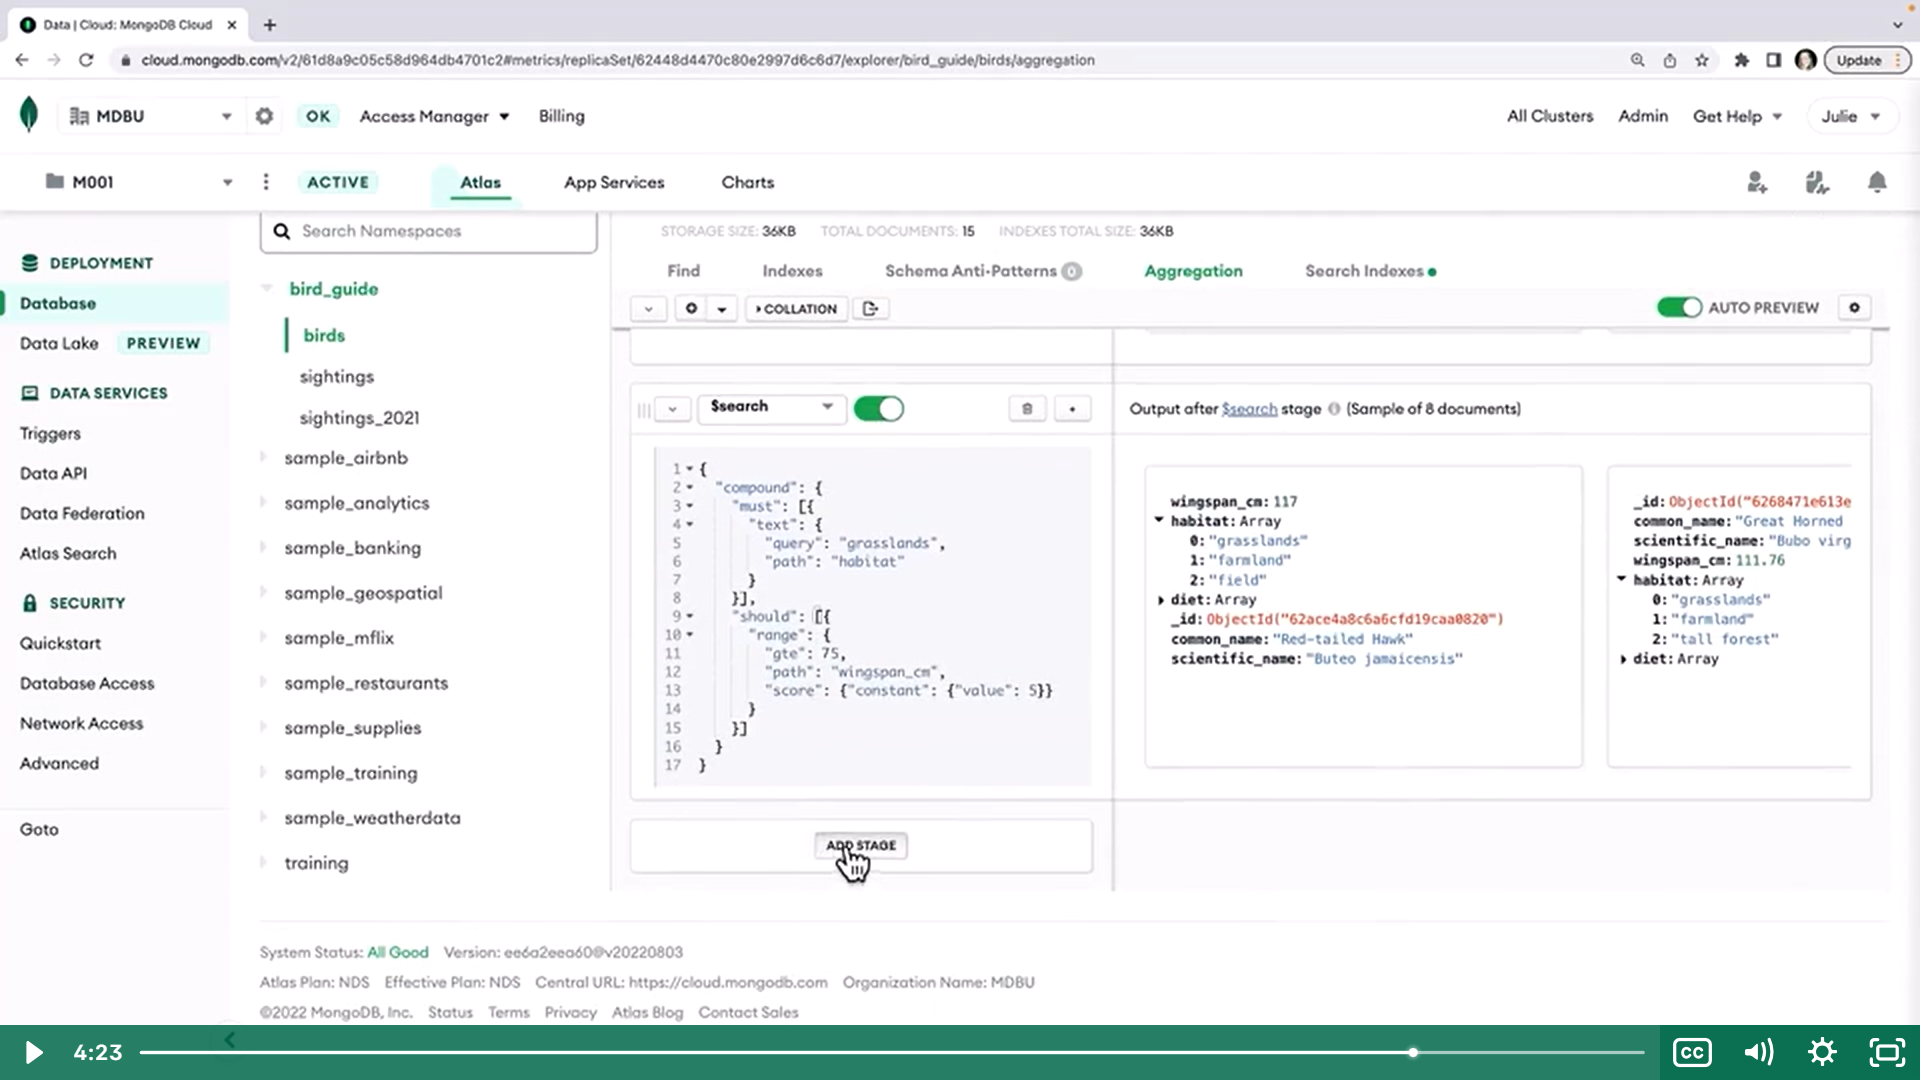 Data | Cloud: MongoDB Cloud
cloud.mongodb.com/v2/61d8a9c05c58d964db4701c2#metrics/replicaSet/62448d4470c80e2997d6c6d7/explorer/bird_guide/birds/aggregation
Update
MDBU
OK
Access Manager
Billing
All Clusters
Admin
Get Help
Julie
M001
ACTIVE
Atlas
App Services
Charts
DEPLOYMENT
Database
Data Lake PREVIEW
DATA SERVICES
Triggers
Data API
Data Federation
Atlas Search
SECURITY
Quickstart
Database Access
Network Access
Advanced
Goto
Search Namespaces
bird_guide
birds
sightings
sightings_2021
sample_airbnb
sample_analytics
sample_banking
sample_geospatial
sample_mflix
sample_restaurants
sample_supplies
sample_training
sample_weatherdata
training
STORAGE SIZE: 36KB TOTAL DOCUMENTS: 15 INDEXES TOTAL SIZE: 36KB
Find
Indexes
Schema Anti-Patterns 0
Aggregation
Search Indexes
COLLATION
AUTO PREVIEW
$search
1 {
2 "compound": {
3 "must": [{
4 "text": {
5 "query": "grasslands",
6 "path": "habitat"
7 }
8 }],
9 "should": [{
10 "range": {
11 "gte": 75,
12 "path": "wingspan_cm",
13 "score": {"constant": {"value": 5}}
14 }
15 }]
16 }
17 }
ADD STAGE
Output after $search stage (Sample of 8 documents)
wingspan_cm: 117
habitat: Array
0: "grasslands"
1: "farmland"
2: "field"
diet: Array
_id: ObjectId("62ace4a8c6a6cfd19caa0820")
common_name: "Red-tailed Hawk"
scientific_name: "Buteo jamaicensis"
_id: ObjectId("6268471e613e
common_name: "Great Horned
scientific_name: "Bubo virg
wingspan_cm: 111.76
habitat: Array
0: "grasslands"
1: "farmland"
2: "tall forest"
diet: Array
System Status: All Good Version: ee6a2eea60@v20220803
Atlas Plan: NDS Effective Plan: NDS Central URL: https://cloud.mongodb.com Organization Name: MDBU
©2022 MongoDB, Inc. Status Terms Privacy Atlas Blog Contact Sales
4:23
CC